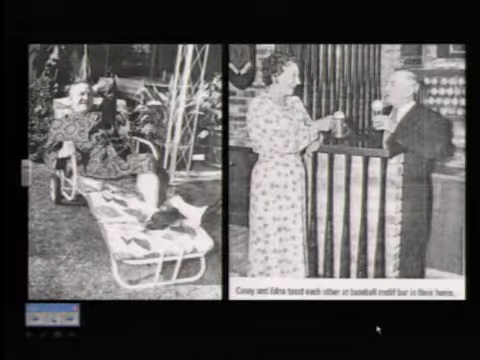 Casey and Edna toast each other at baseball motif bar in their home.